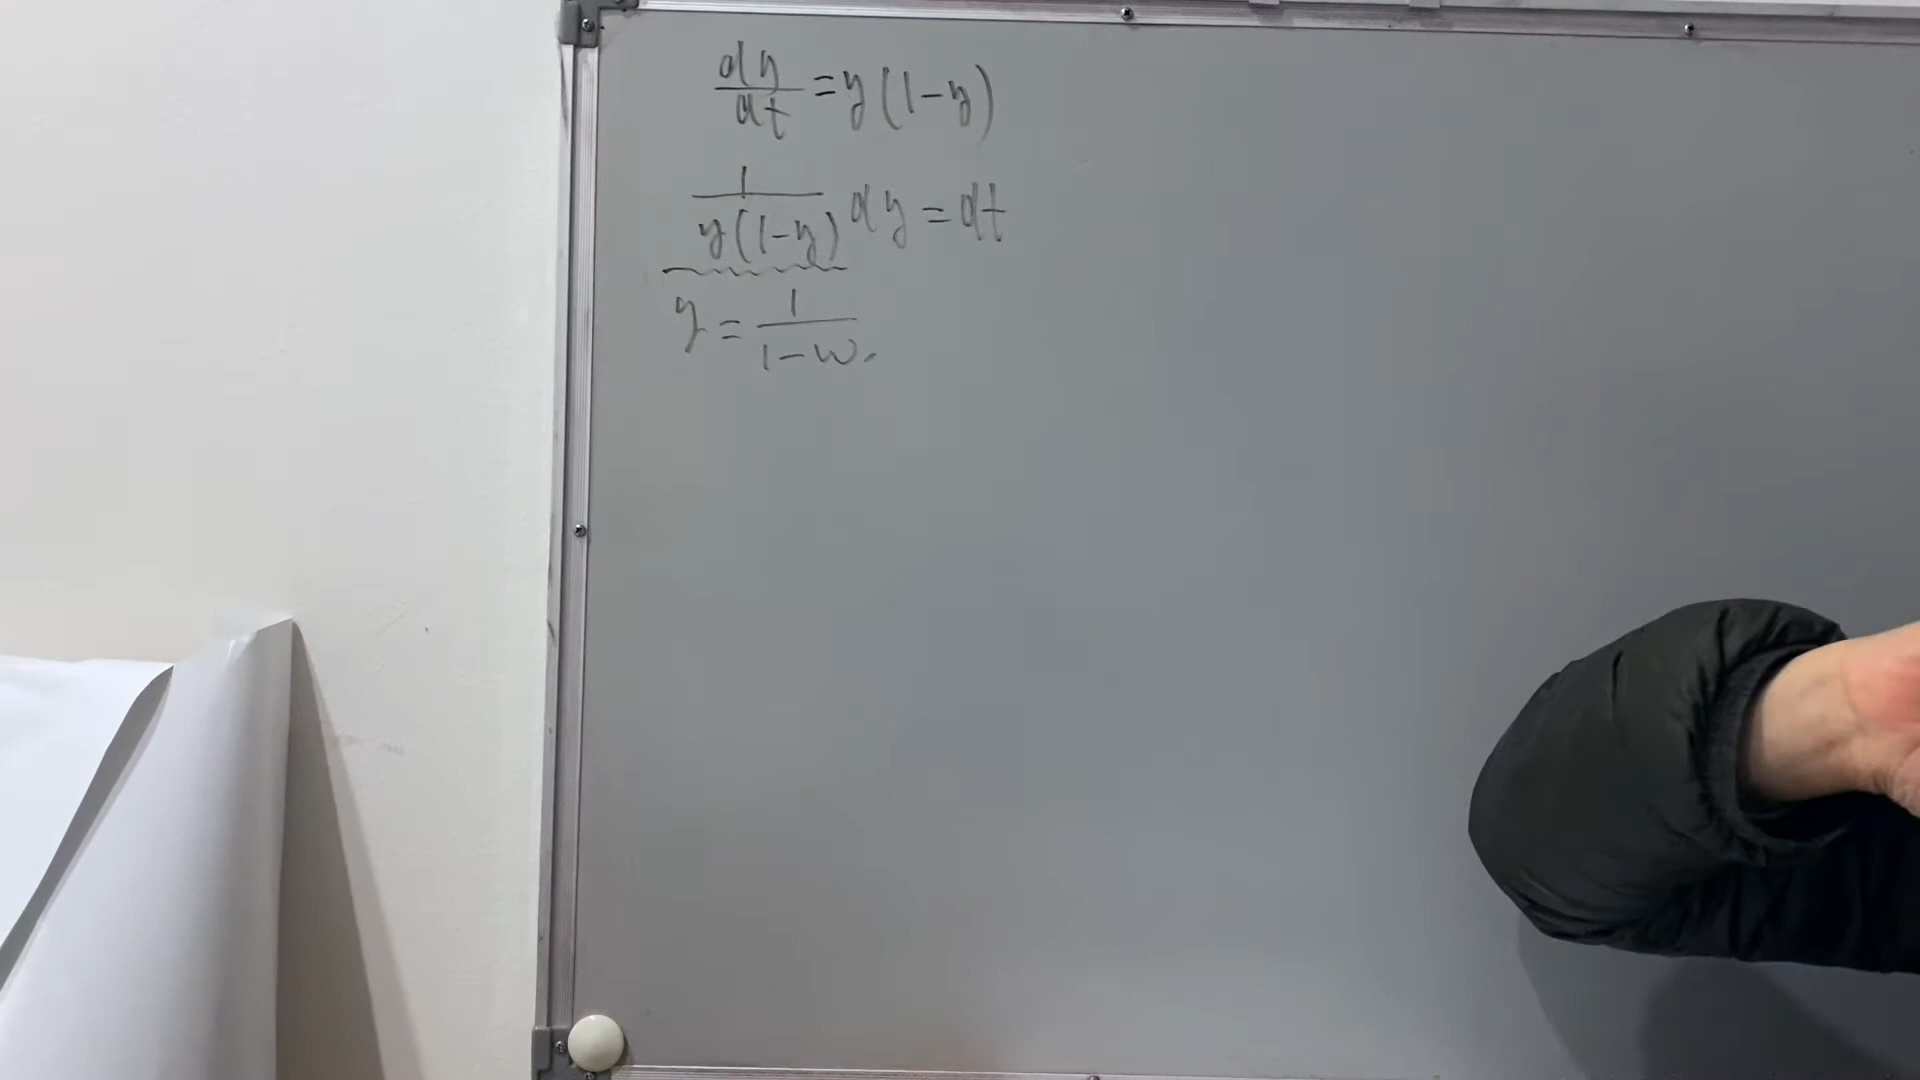 dy/dt = y(1-y)
1/(y(1-y)) dy = dt
y = 1/(1-w.